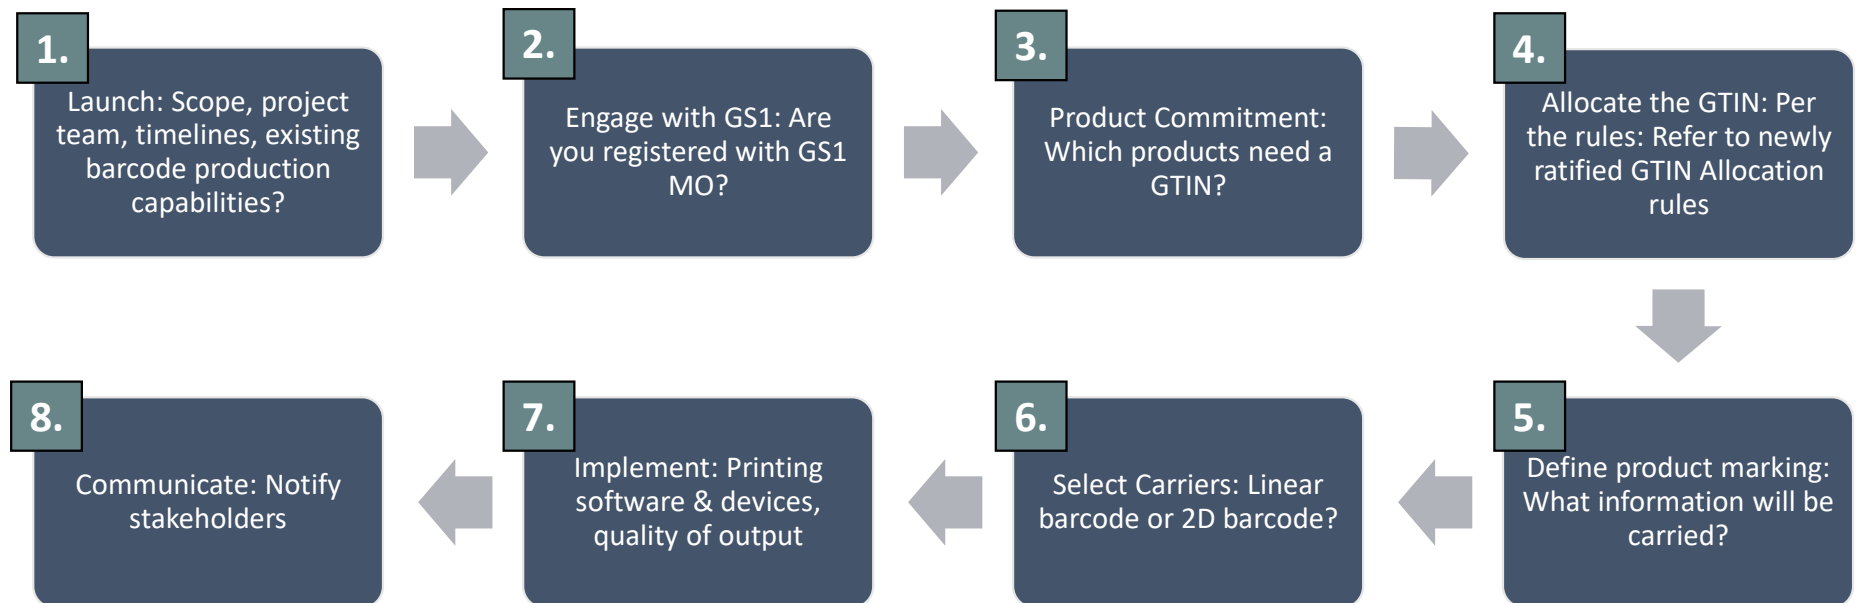 1.
Launch: Scope, project
team, timelines, existing
barcode production
capabilities?
2.
Engage with GS1: Are
you registered with GS1
MO?
3.
Product Commitment:
Which products need a
GTIN?
4.
Allocate the GTIN: Per
the rules: Refer to newly
ratified GTIN Allocation
rules
5.
Define product marking:
What information will be
carried?
6.
Select Carriers: Linear
barcode or 2D barcode?
7.
Implement: Printing
software & devices,
quality of output
8.
Communicate: Notify
stakeholders